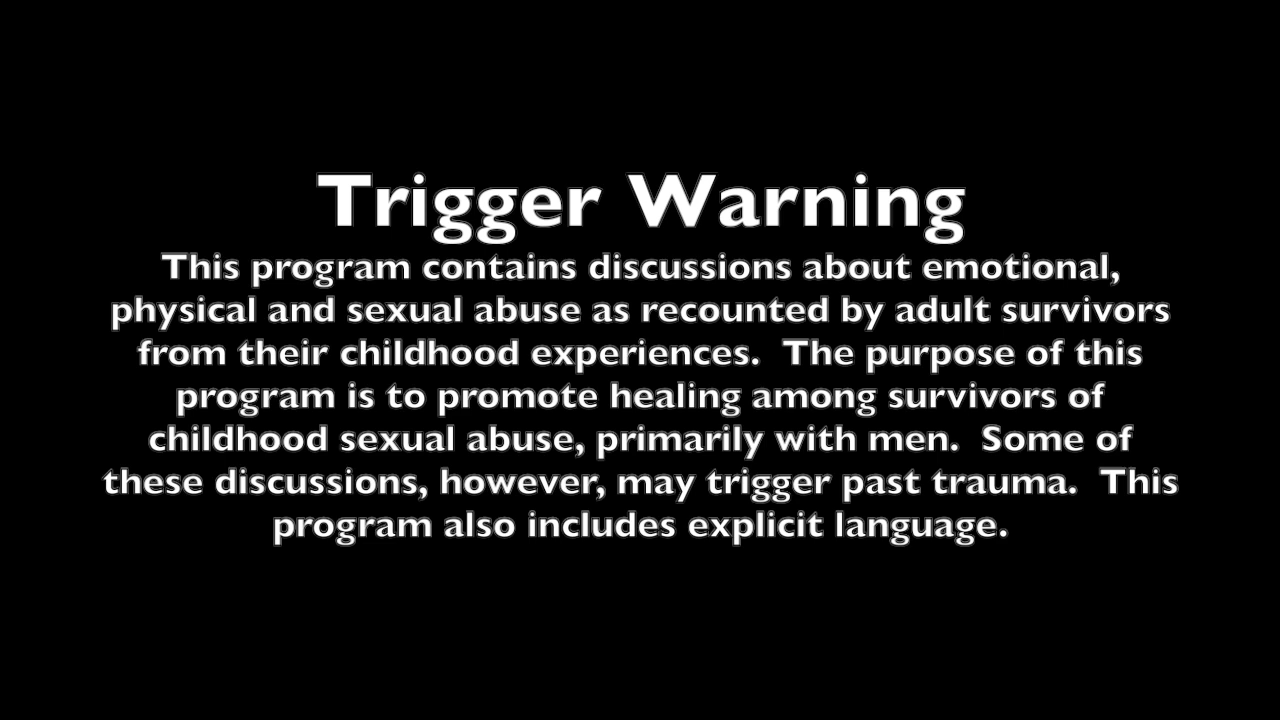 Trigger Warning
This program contains discussions about emotional,
physical and sexual abuse as recounted by adult survivors
from their childhood experiences.  The purpose of this
program is to promote healing among survivors of
childhood sexual abuse, primarily with men.  Some of
these discussions, however, may trigger past trauma.  This
program also includes explicit language.